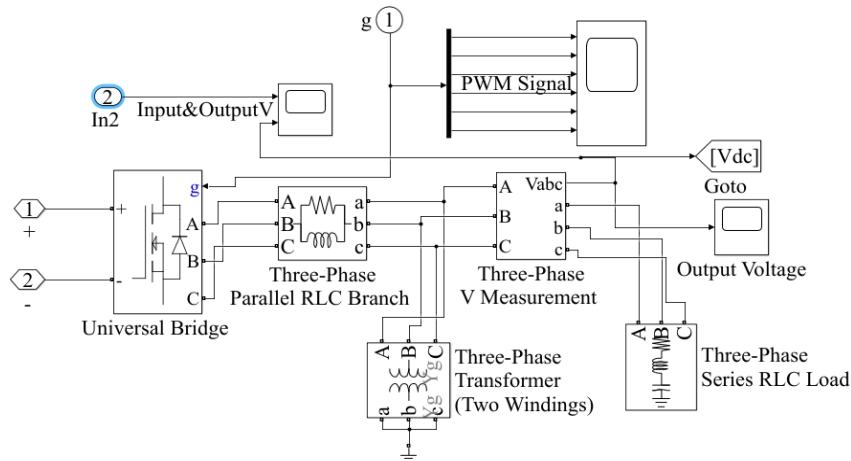 g 1
2
In2
Input&OutputV
PWM Signal
[Vdc]
Goto
1
+
2
-
g
+
-
A
B
C
Universal Bridge
A
B
C
a
b
c
Three-Phase
Parallel RLC Branch
A
B
C
Vabc
a
b
c
Three-Phase
V Measurement
Output Voltage
A B C
Yg Yg
a b c
Three-Phase
Transformer
(Two Windings)
A B C
Three-Phase
Series RLC Load